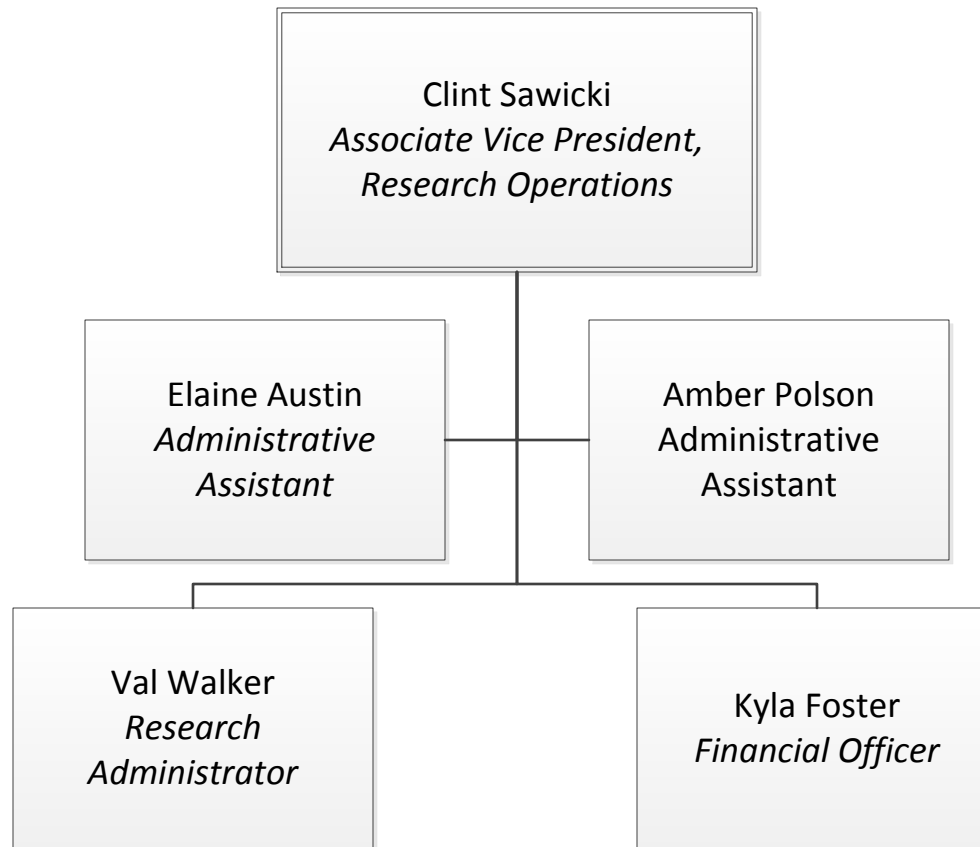 Clint Sawicki
Associate Vice President,
Research Operations
Elaine Austin
Administrative
Assistant
Amber Polson
Administrative
Assistant
Val Walker
Research
Administrator
Kyla Foster
Financial Officer